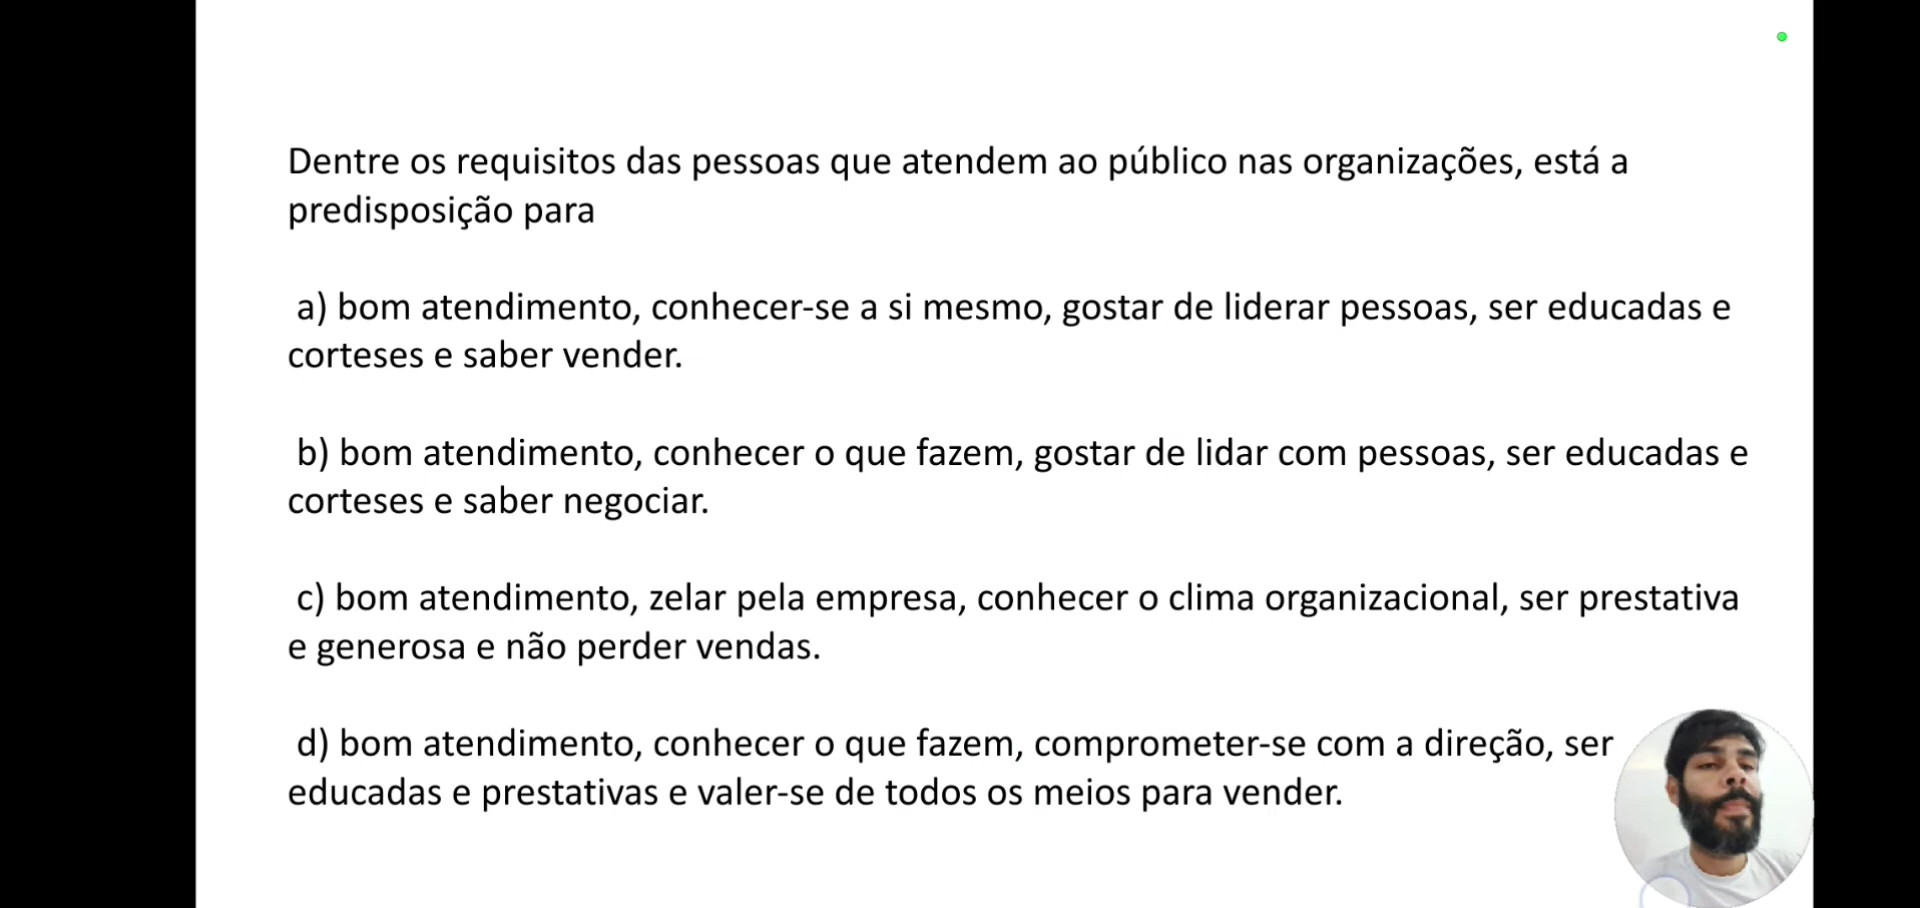 Dentre os requisitos das pessoas que atendem ao público nas organizações, está a
predisposição para
a) bom atendimento, conhecer-se a si mesmo, gostar de liderar pessoas, ser educadas e
corteses e saber vender.
b) bom atendimento, conhecer o que fazem, gostar de lidar com pessoas, ser educadas e
corteses e saber negociar.
c) bom atendimento, zelar pela empresa, conhecer o clima organizacional, ser prestativa
e generosa e não perder vendas.
d) bom atendimento, conhecer o que fazem, comprometer-se com a direção, ser
educadas e prestativas e valer-se de todos os meios para vender.